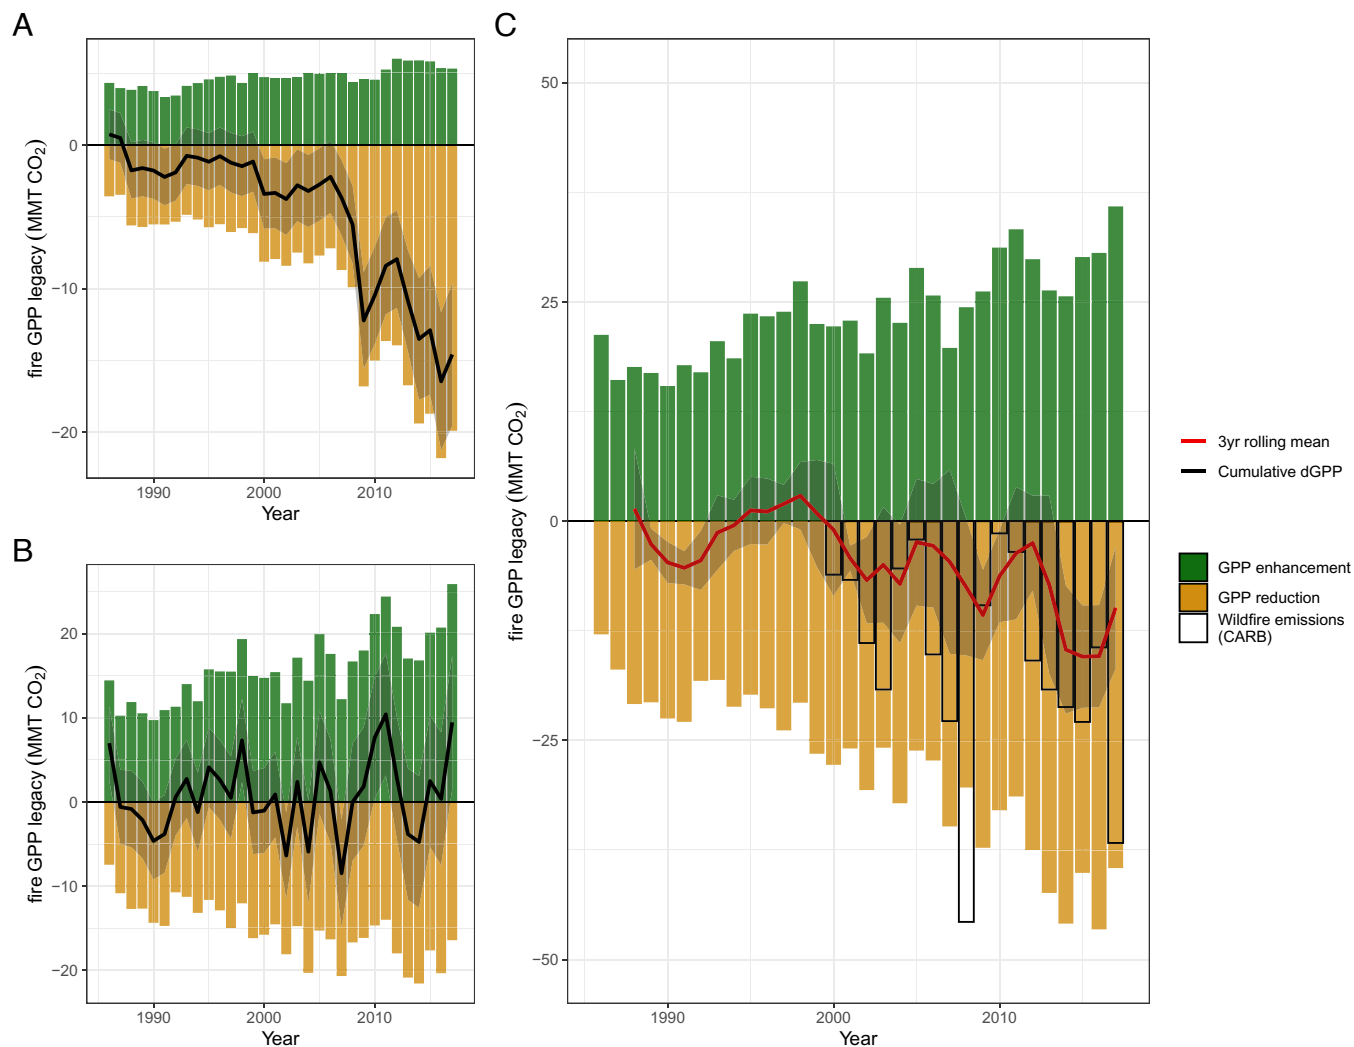 A
fire GPP legacy (MMT CO₂)
0
−10
−20
1990
2000
2010
Year
B
fire GPP legacy (MMT CO₂)
20
10
0
−10
−20
1990
2000
2010
Year
C
fire GPP legacy (MMT CO₂)
50
25
0
−25
−50
1990
2000
2010
Year
3yr rolling mean
Cumulative dGPP
GPP enhancement
GPP reduction
Wildfire emissions
(CARB)